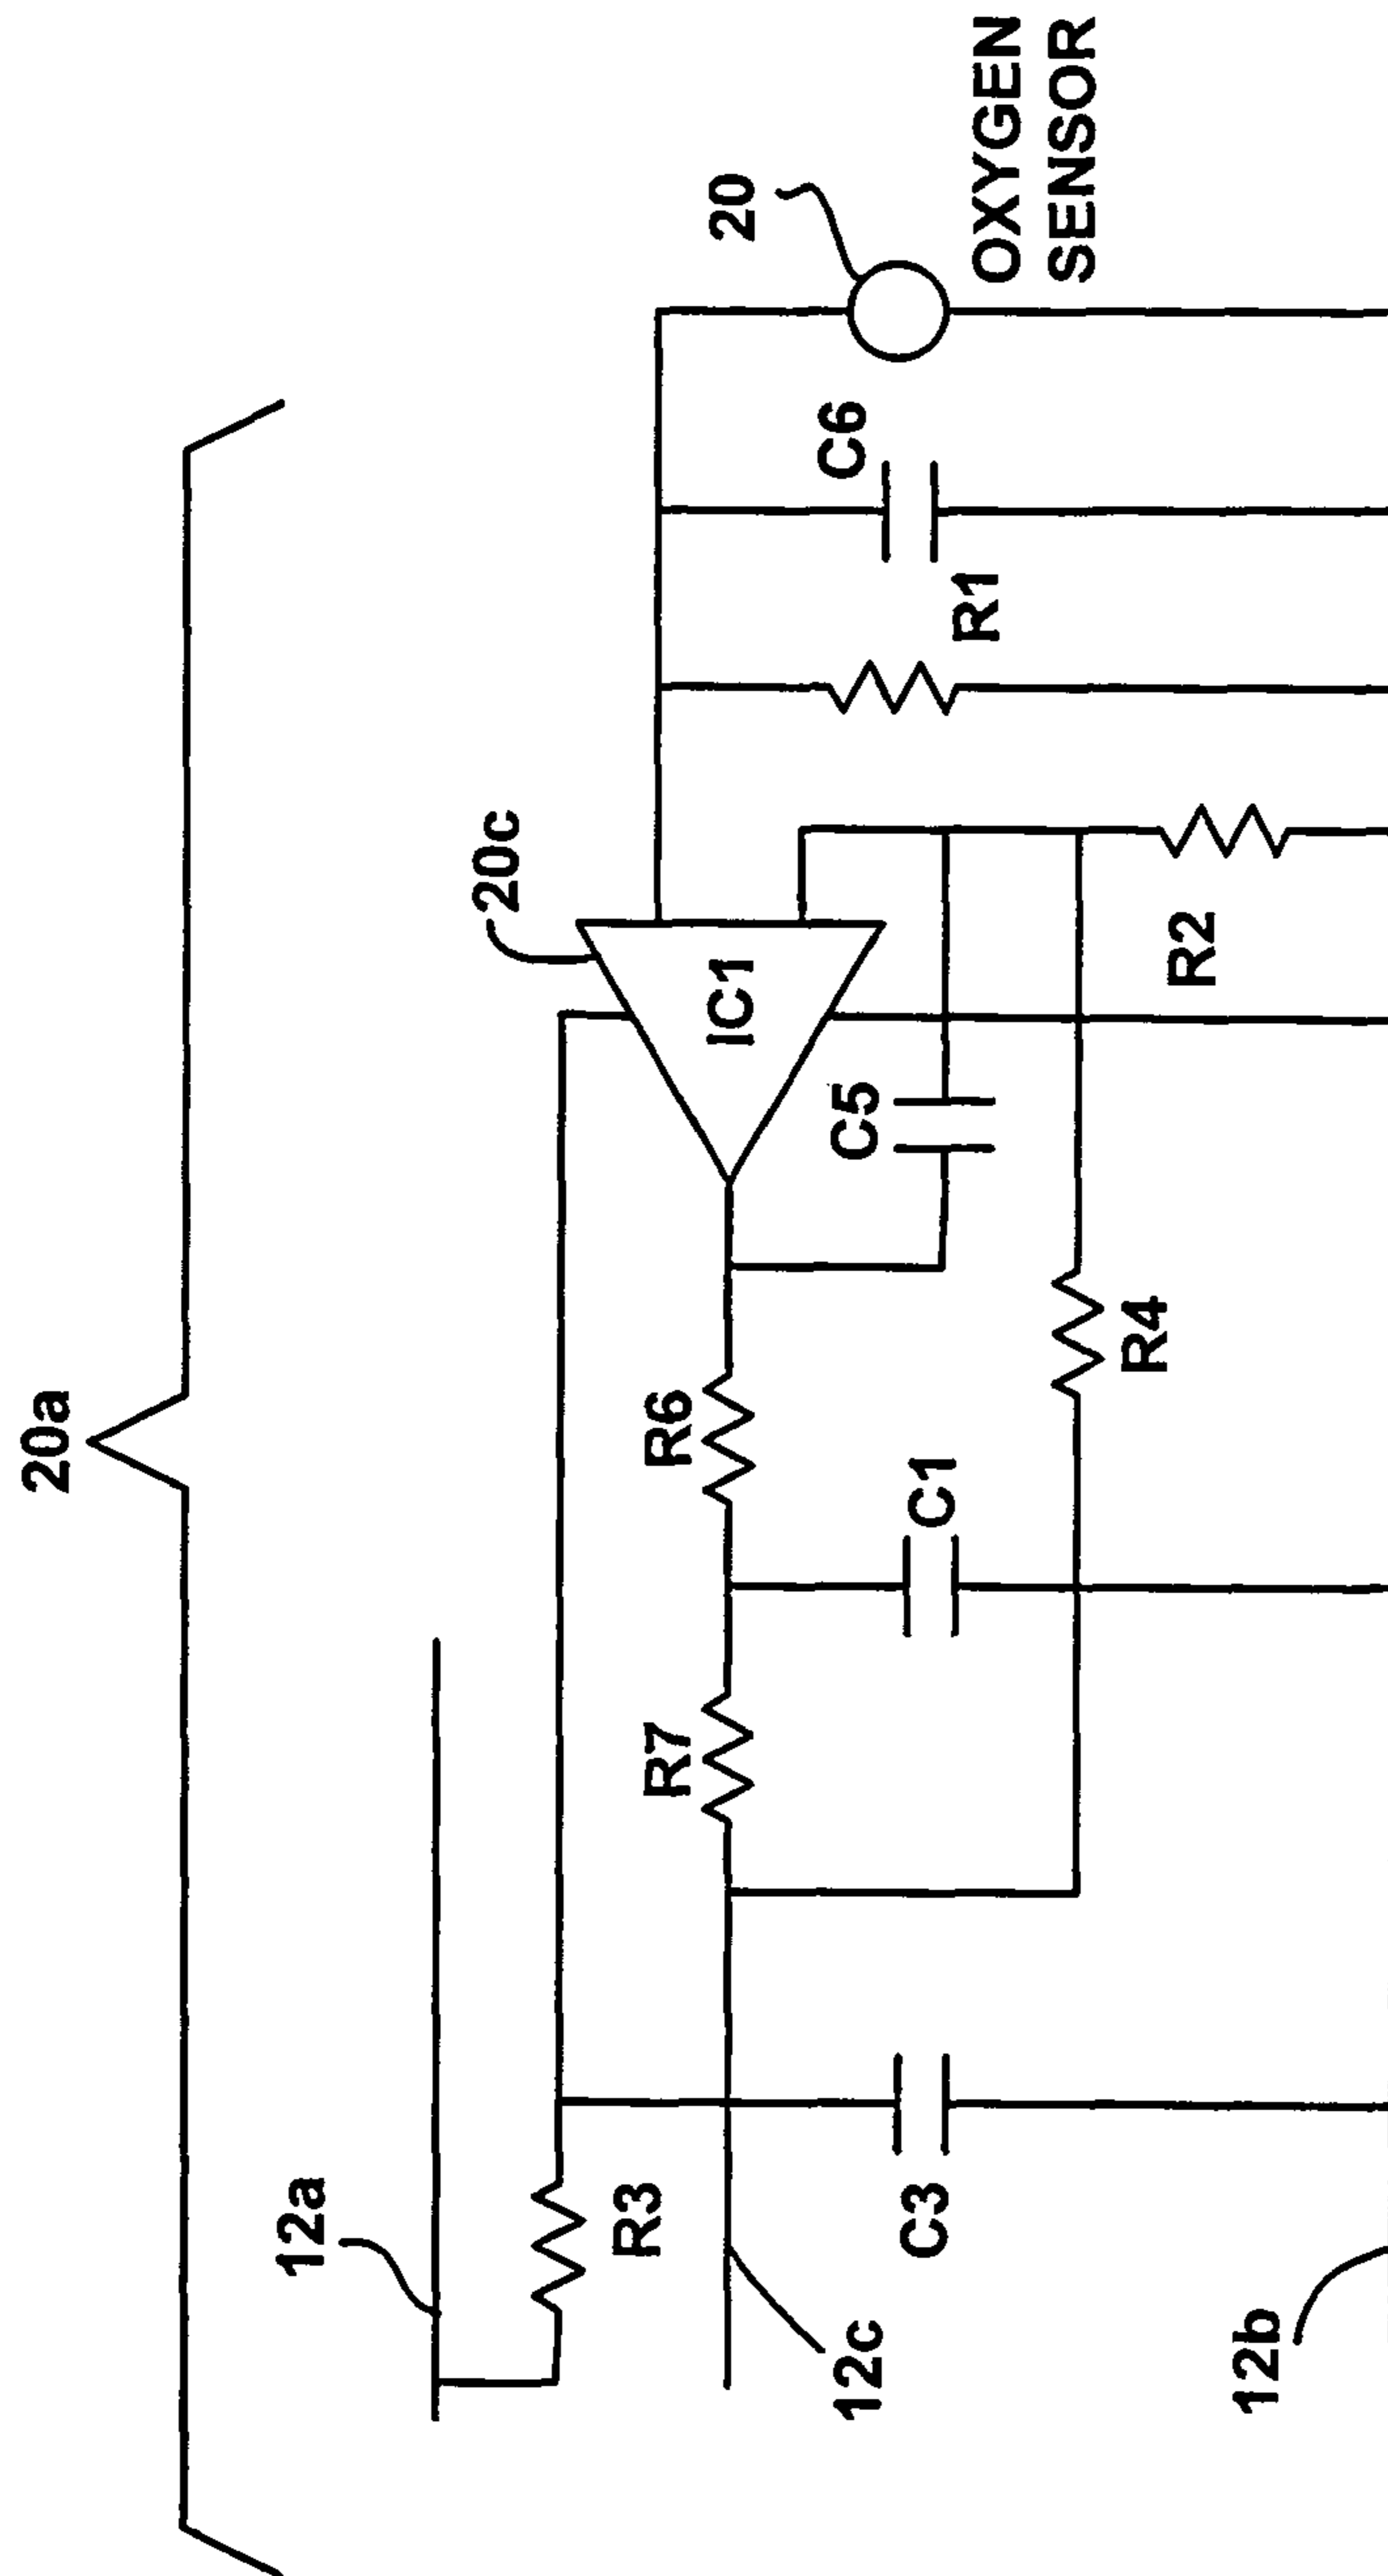 20a
12a
R3
12c
C3
12b
R7
R6
C1
R4
20c
IC1
C5
R2
R1
C6
20
OXYGEN
SENSOR